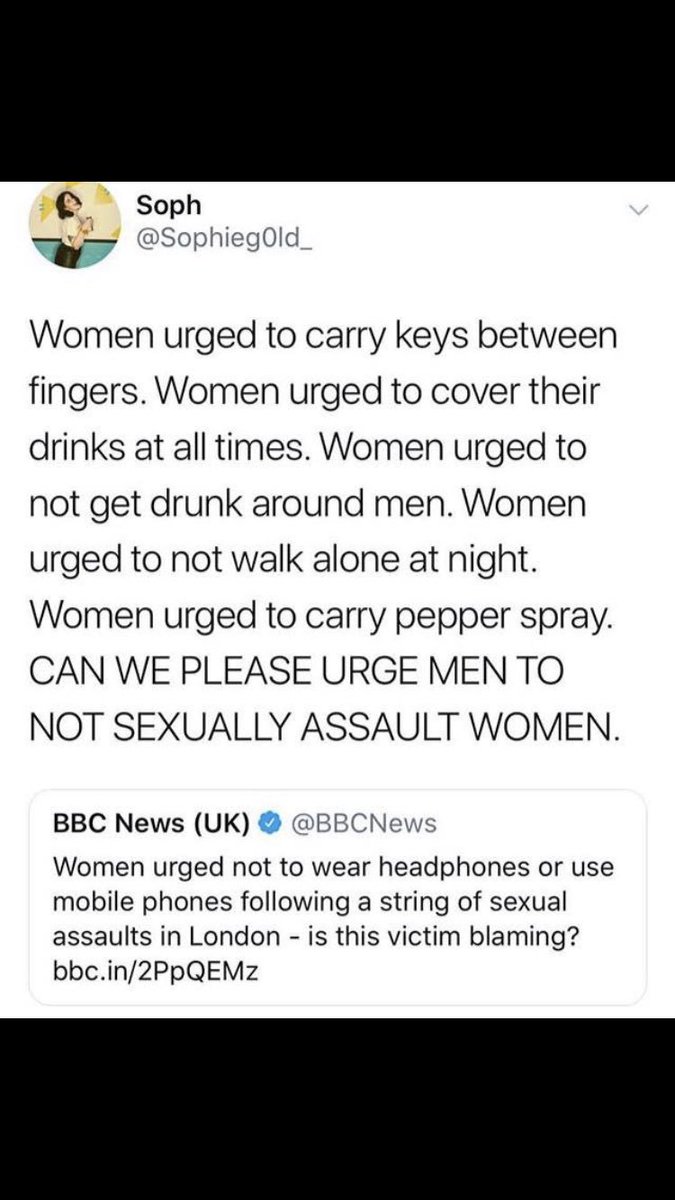 Soph
@Sophieg0ld_
Women urged to carry keys between
fingers. Women urged to cover their
drinks at all times. Women urged to
not get drunk around men. Women
urged to not walk alone at night.
Women urged to carry pepper spray.
CAN WE PLEASE URGE MEN TO
NOT SEXUALLY ASSAULT WOMEN.
BBC News (UK) @BBCNews
Women urged not to wear headphones or use
mobile phones following a string of sexual
assaults in London - is this victim blaming?
bbc.in/2PpQEMz